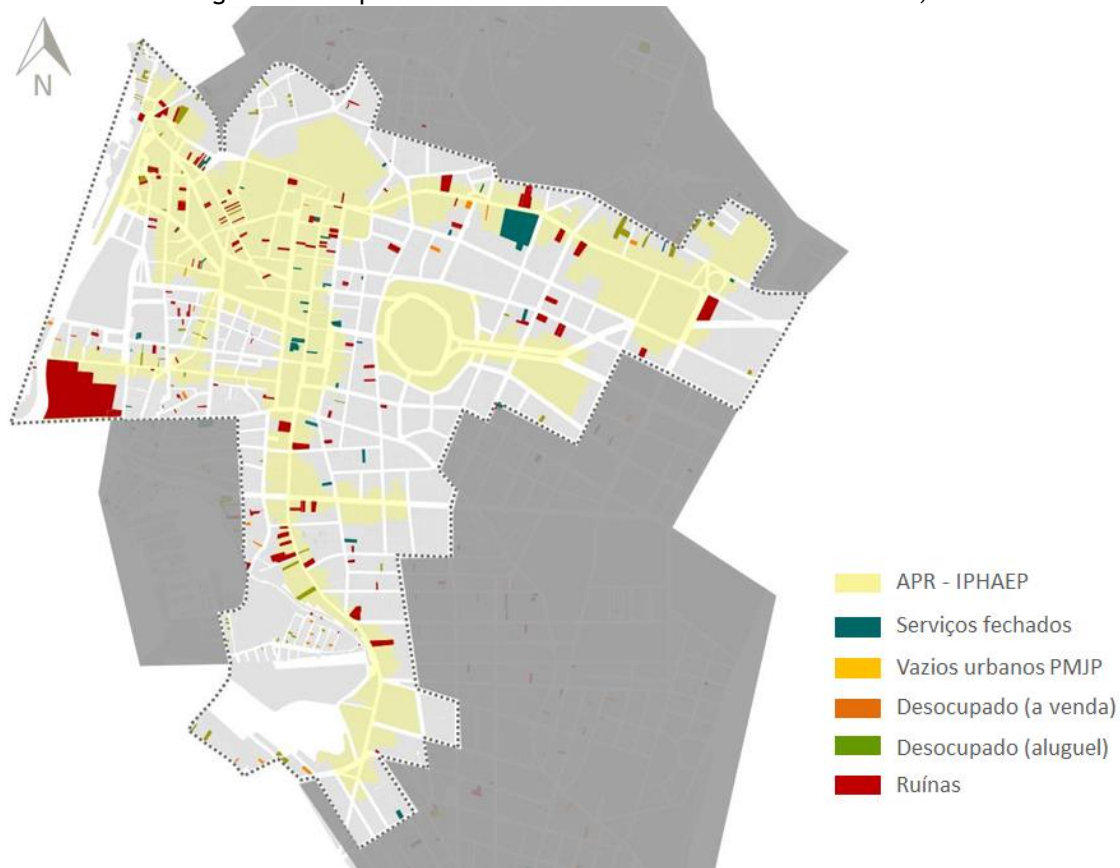 N
APR - IPHAEP
Serviços fechados
Vazios urbanos PMJP
Desocupado (a venda)
Desocupado (aluguel)
Ruínas